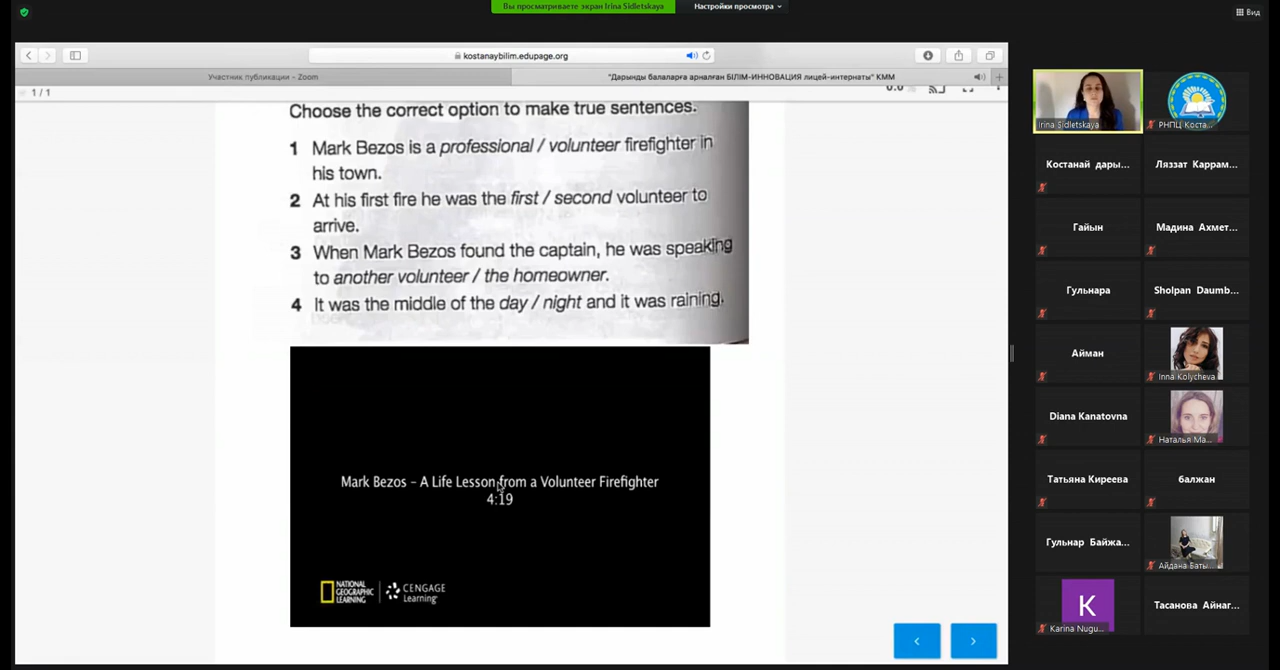 Вы просматриваете экран Irina Sidletskaya
Настройки просмотра
Вид
kostanaybilim.edupage.org
Участник публикации - Zoom
"Дарынды балаларға арналған БІЛІМ-ИННОВАЦИЯ лицей-интернаты" КММ
1 / 1
Choose the correct option to make true sentences.
1 Mark Bezos is a professional / volunteer firefighter in
his town.
2 At his first fire he was the first / second volunteer to
arrive.
3 When Mark Bezos found the captain, he was speaking
to another volunteer / the homeowner.
4 It was the middle of the day / night and it was raining.
Mark Bezos – A Life Lesson from a Volunteer Firefighter
4:19
NATIONAL
GEOGRAPHIC
LEARNING
CENGAGE
Learning
Irina Sidletskaya
РНПЦ Коста...
Костанай дары...
Ляззат Каррам...
Гайын
Мадина Ахмет...
Гульнара
Sholpan Daumb...
Айман
Inna Kolycheva
Diana Kanatovna
Наталья Ма...
Татьяна Киреева
балжан
Гульнар Байжа...
Айдана Баты...
K
Karina Nugu...
Тасанова Айнаг...